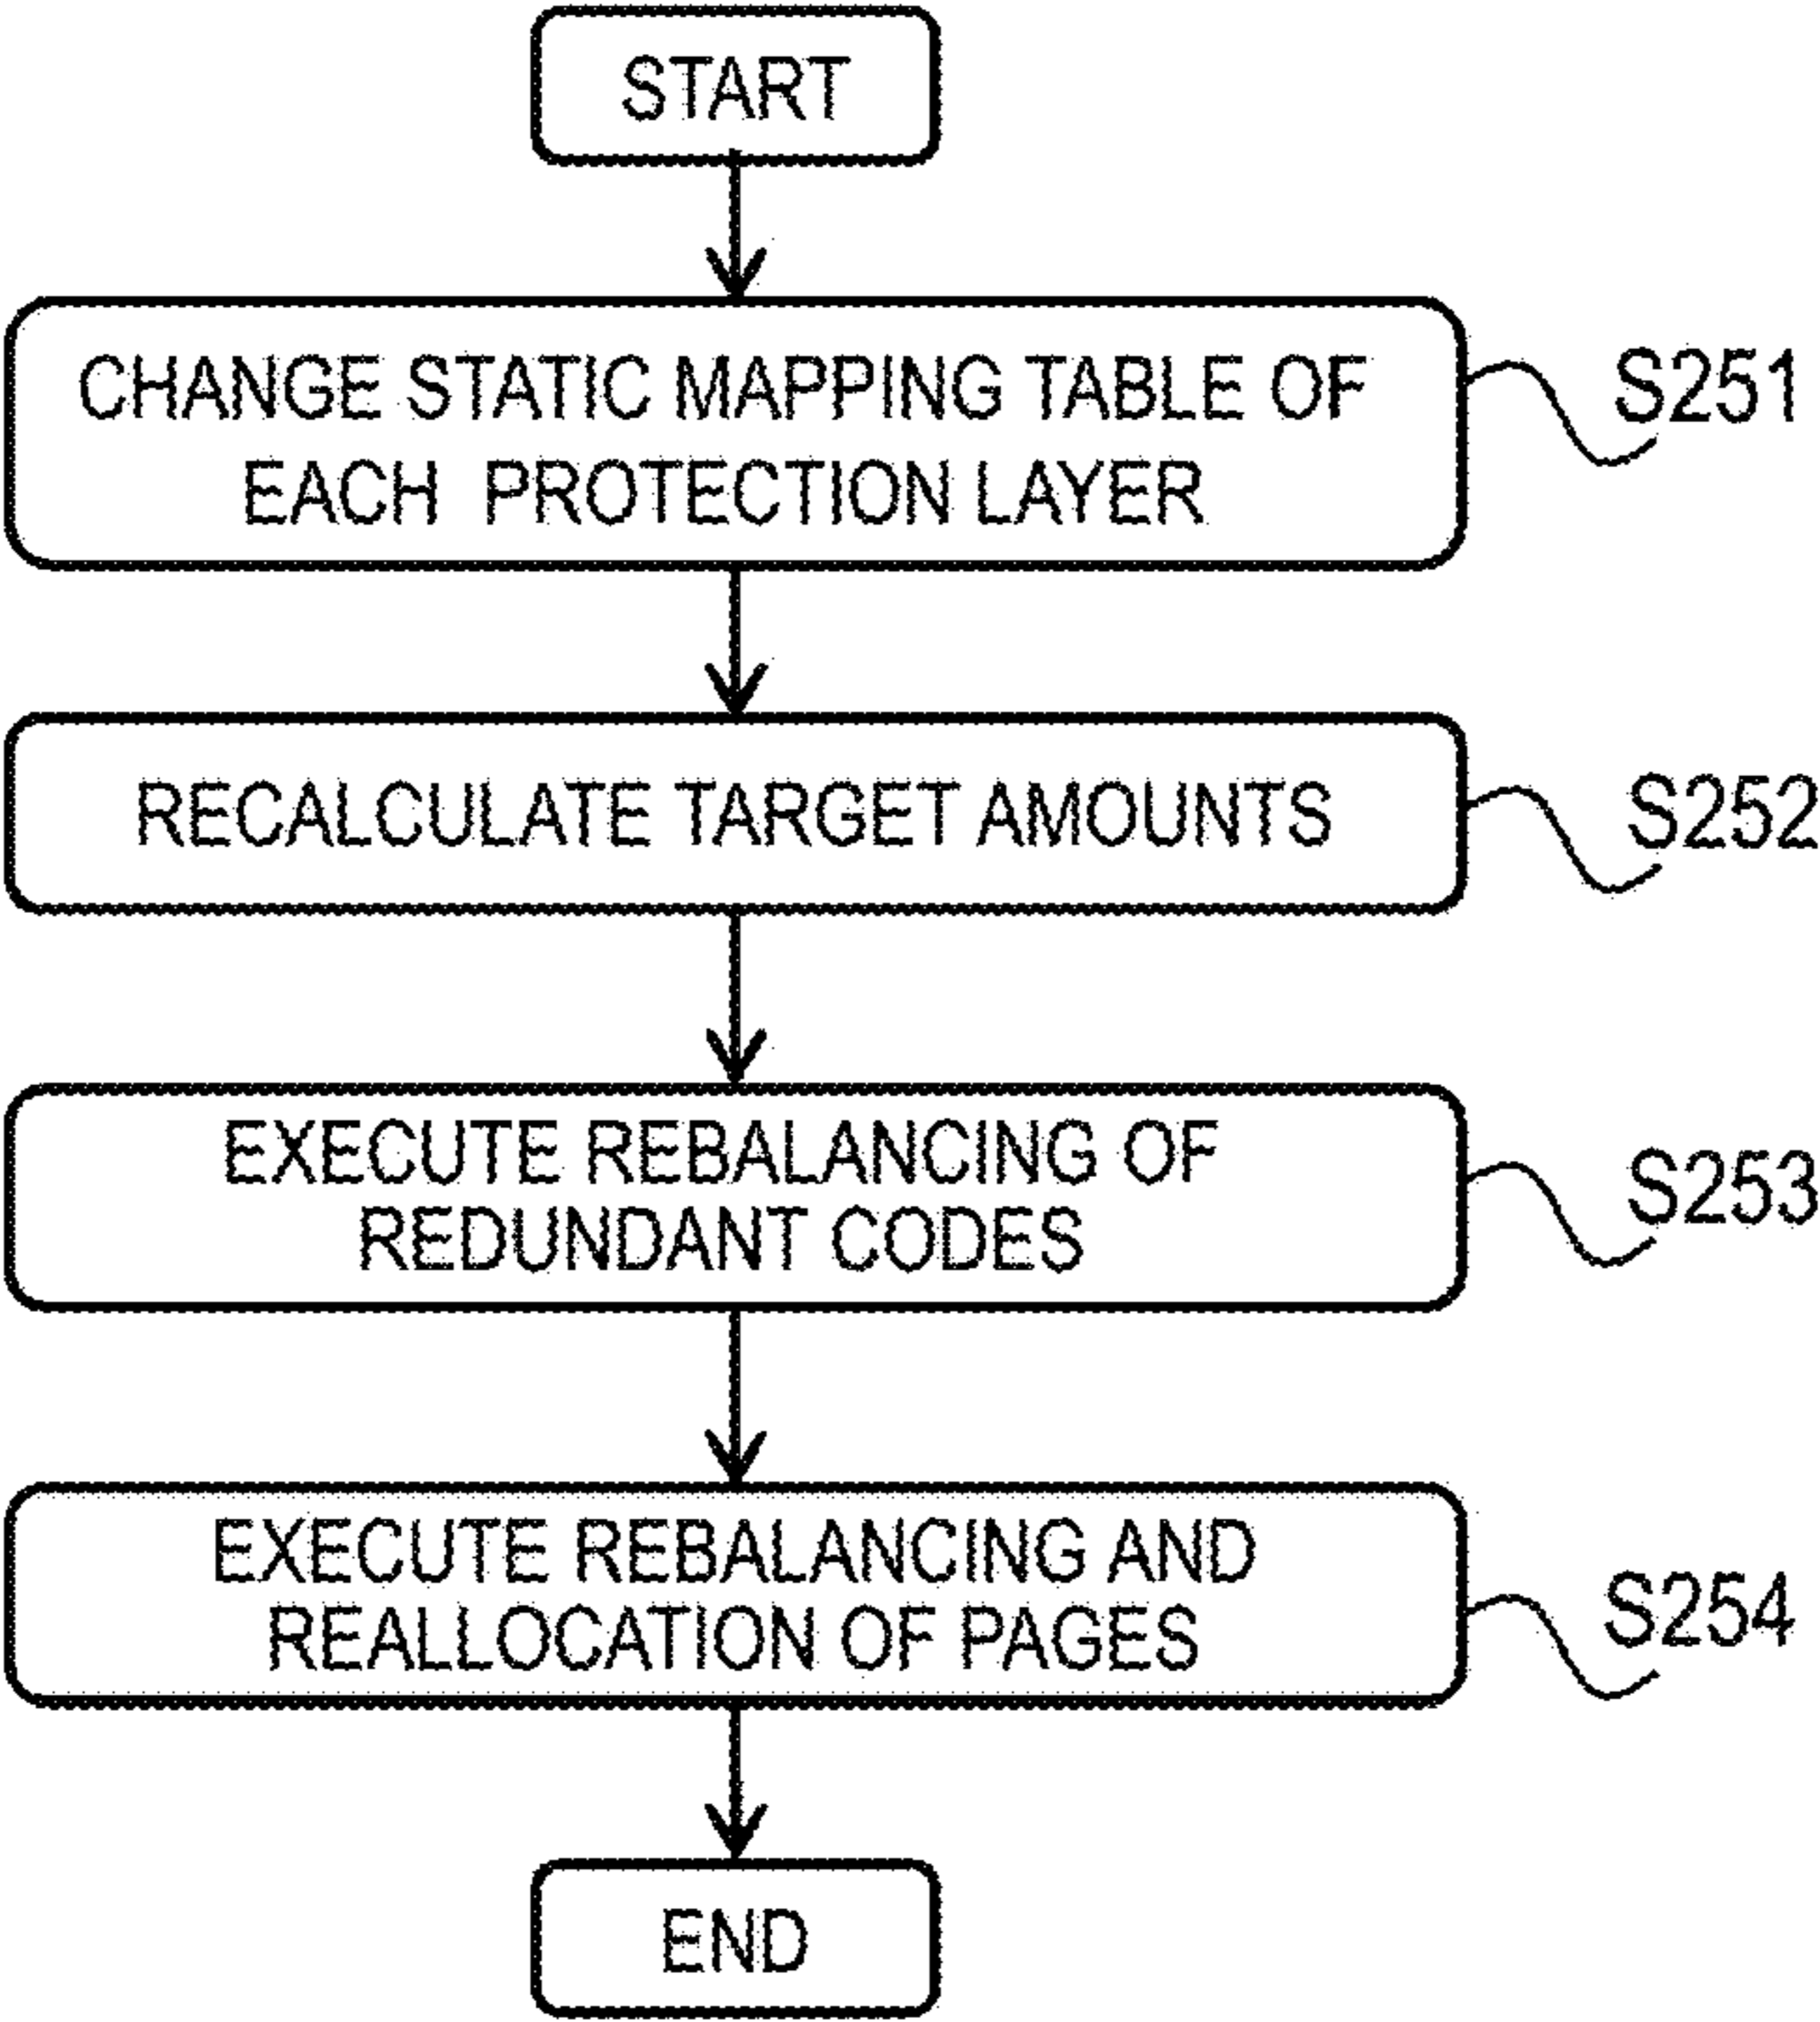 START
CHANGE STATIC MAPPING TABLE OF
EACH PROTECTION LAYER
S251
RECALCULATE TARGET AMOUNTS
S252
EXECUTE REBALANCING OF
REDUNDANT CODES
S253
EXECUTE REBALANCING AND
REALLOCATION OF PAGES
S254
END